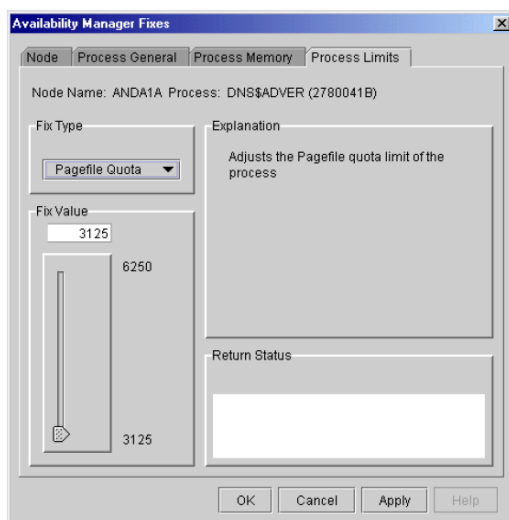 Availability Manager Fixes
Node Process General Process Memory Process Limits
Node Name: ANDA1A Process: DNS$ADVER (2780041B)
Fix Type
Pagefile Quota
Explanation
Adjusts the Pagefile quota limit of the
process
Fix Value
3125
6250
3125
Return Status
OK Cancel Apply Help